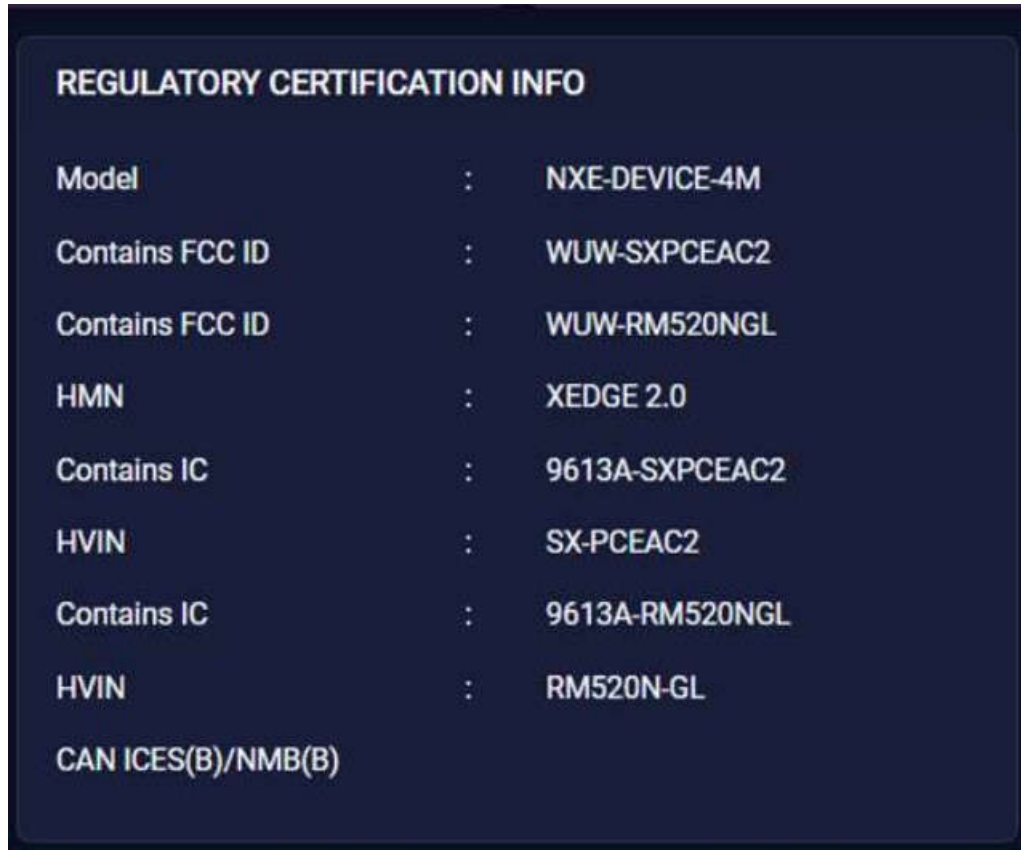 REGULATORY CERTIFICATION INFO
Model : NXE-DEVICE-4M
Contains FCC ID : WUW-SXPCEAC2
Contains FCC ID : WUW-RM520NGL
HMN : XEDGE 2.0
Contains IC : 9613A-SXPCEAC2
HVIN : SX-PCEAC2
Contains IC : 9613A-RM520NGL
HVIN : RM520N-GL
CAN ICES(B)/NMB(B)